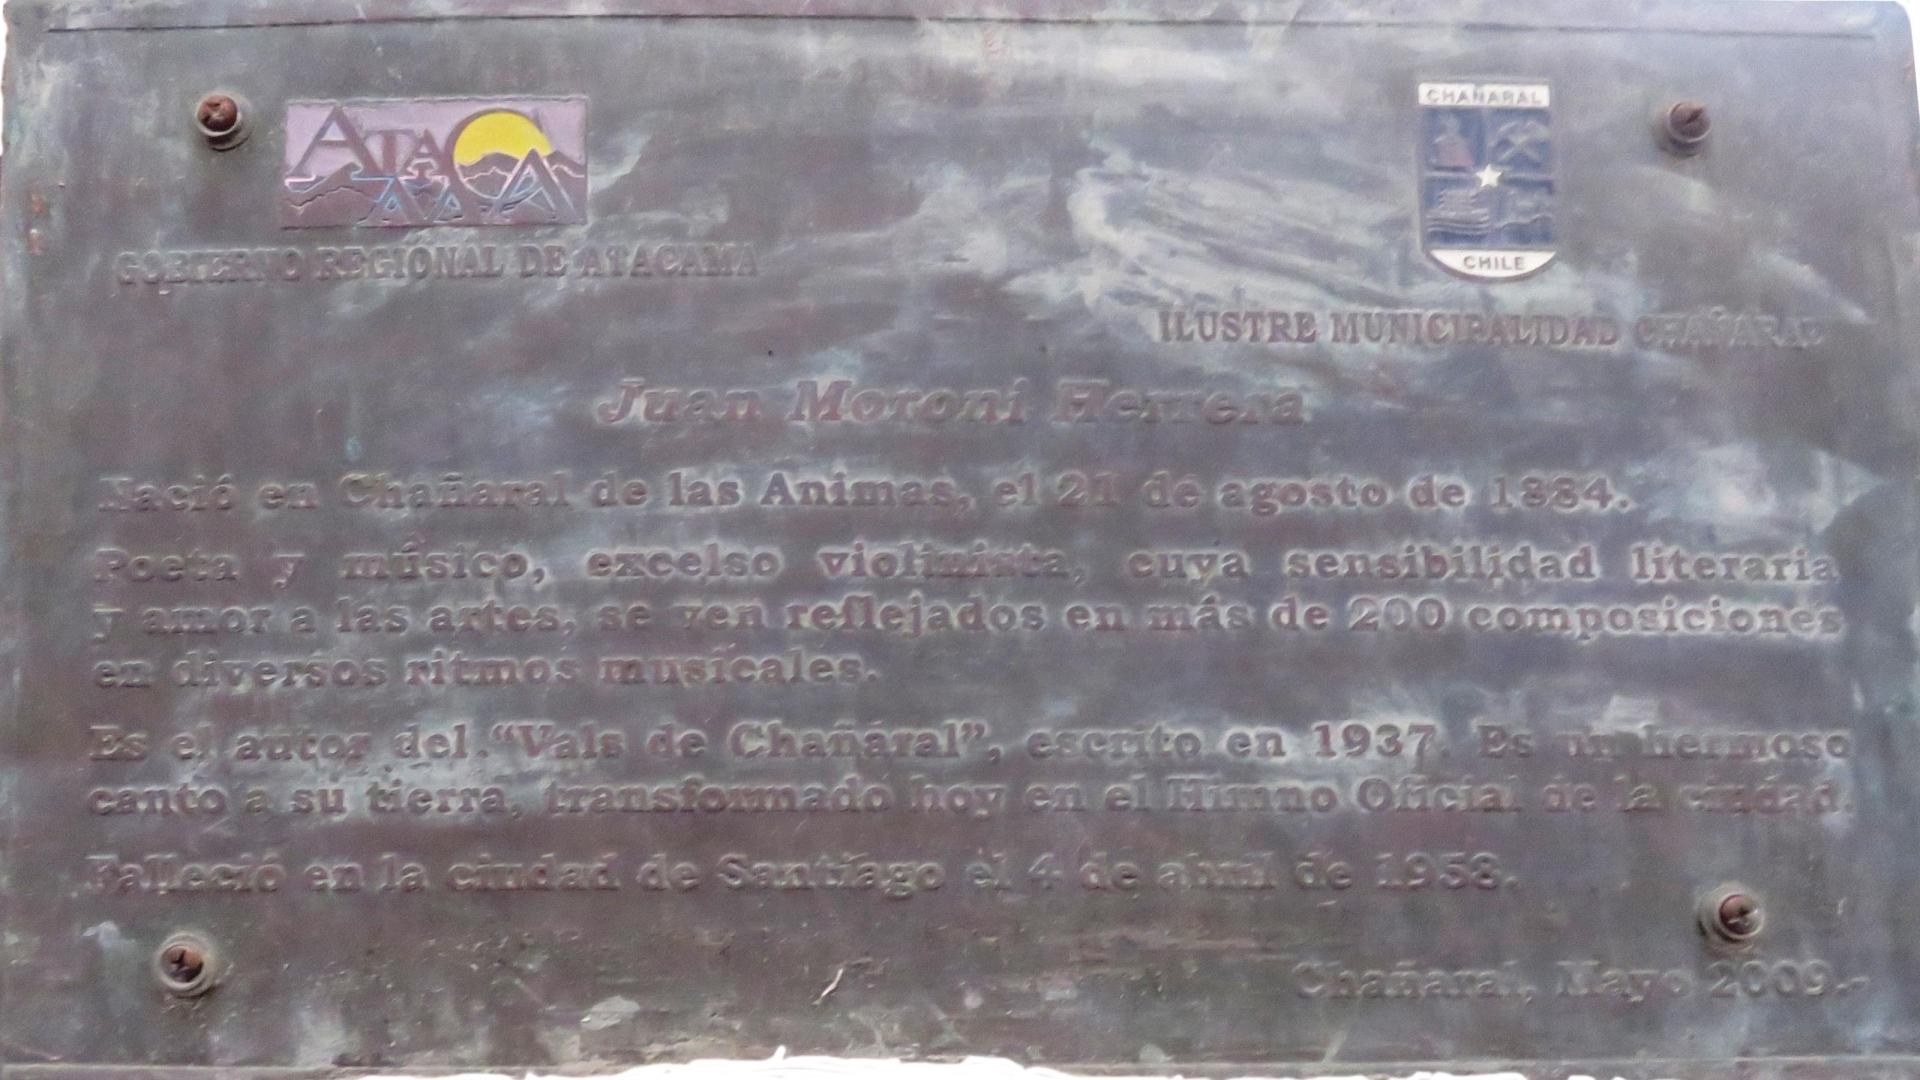 ATACAMA
GOBIERNO REGIONAL DE ATACAMA
CHAÑARAL
CHILE
ILUSTRE MUNICIPALIDAD CHAÑARAL
Juan Moroni Herrera
Nació en Chañaral de las Animas, el 21 de agosto de 1884.
Poeta y músico, excelso violinista, cuya sensibilidad literaria
y amor a las artes, se ven reflejados en más de 200 composiciones
en diversos ritmos musicales.
Es el autor del "Vals de Chañaral", escrito en 1937. Es un hermoso
canto a su tierra, transformado hoy en el Himno Oficial de la ciudad.
Falleció en la ciudad de Santiago el 4 de abril de 1958.
Chañaral, Mayo 2009.-